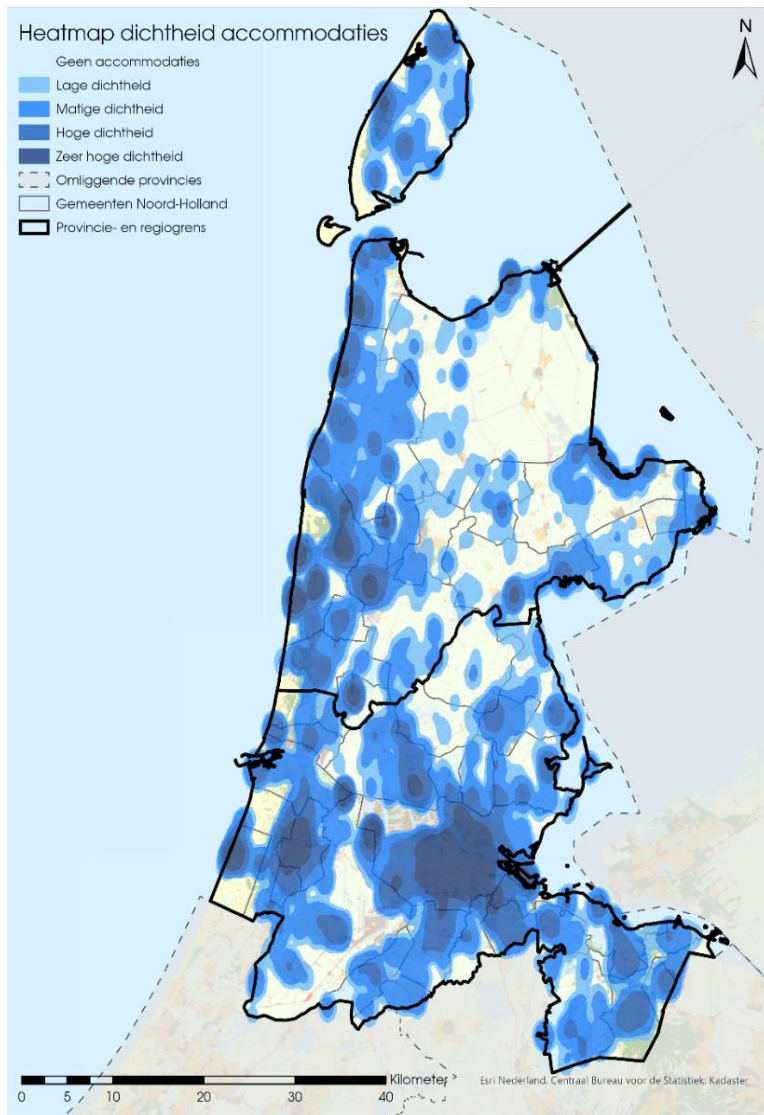 Heatmap dichtheid accommodaties
Geen accommodaties
Lage dichtheid
Matige dichtheid
Hoge dichtheid
Zeer hoge dichtheid
Omliggende provincies
Gemeenten Noord-Holland
Provincie- en regiogrens
N
Kilometer
0 5 10 20 30 40
Esri Nederland, Centraal Bureau voor de Statistiek, Kadaster